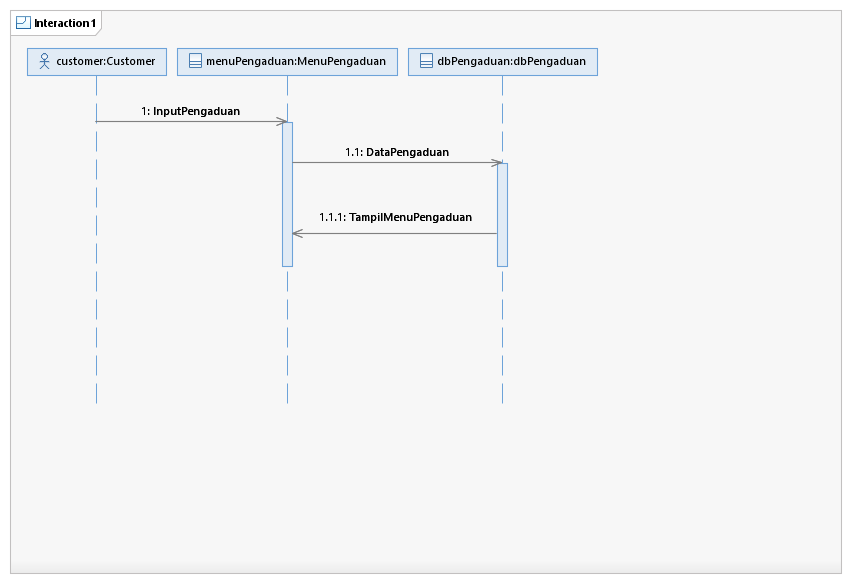 Interaction1
customer:Customer
menuPengaduan:MenuPengaduan
dbPengaduan:dbPengaduan
1: InputPengaduan
1.1: DataPengaduan
1.1.1: TampilMenuPengaduan